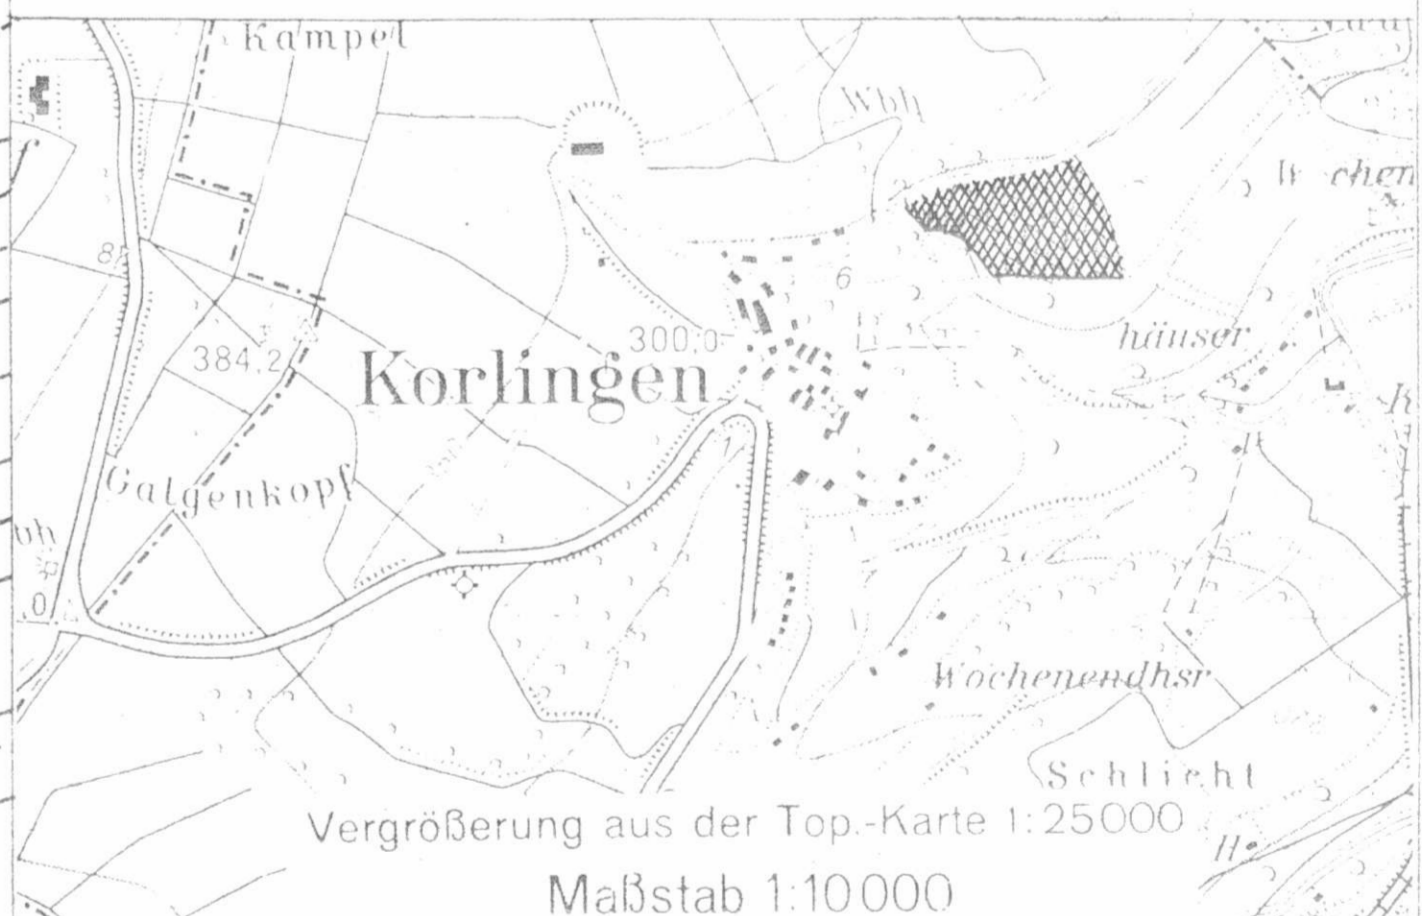 Kampel
Wbh
8
6
häuser
300,0
384,2
Korlingen
Galgenkopf
,0
Wochenendhsr
Schlicht
Vergrößerung aus der Top.-Karte 1:25000
H
Maßstab 1:10000